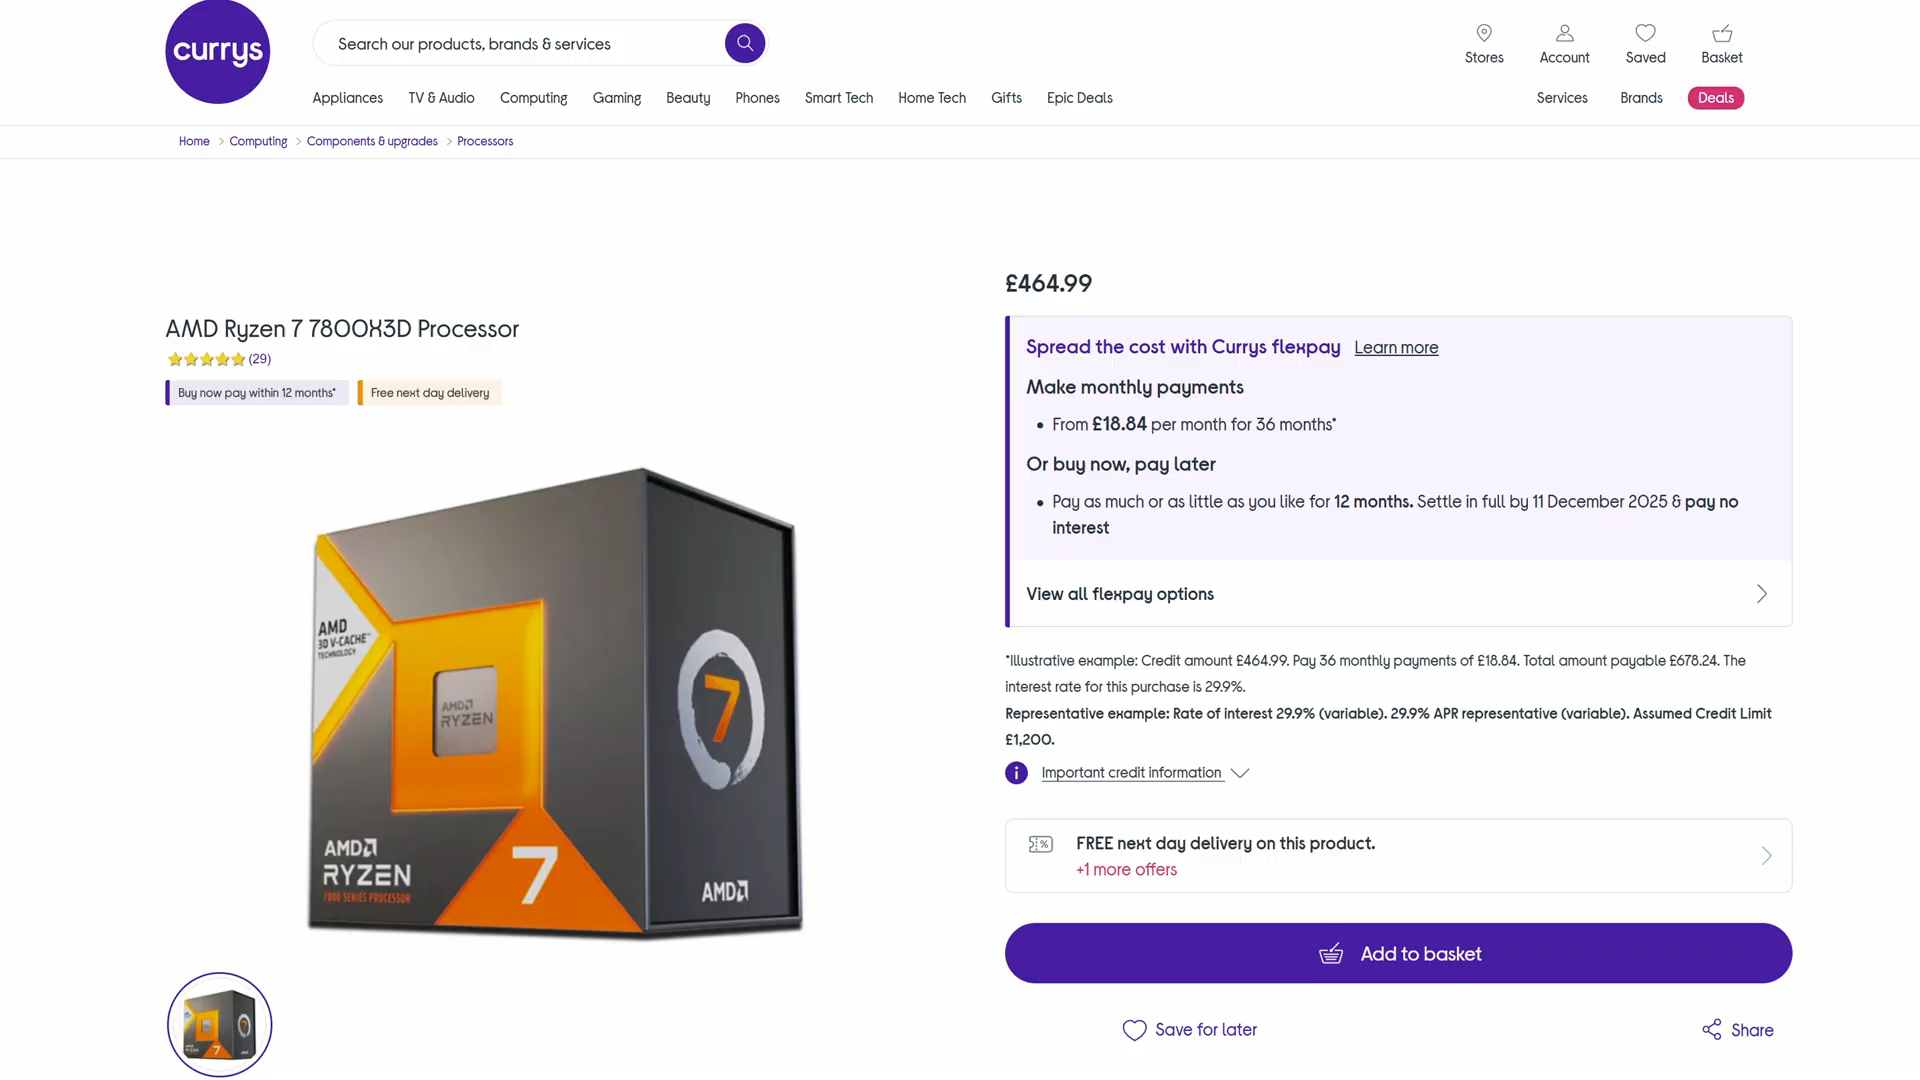 currys
Search our products, brands & services
Stores
Account
Saved
Basket
Appliances
TV & Audio
Computing
Gaming
Beauty
Phones
Smart Tech
Home Tech
Gifts
Epic Deals
Services
Brands
Deals
Home > Computing > Components & upgrades > Processors
AMD Ryzen 7 7800X3D Processor
(29)
Buy now pay within 12 months*
Free next day delivery
AMD
3D V-CACHE™
TECHNOLOGY
AMD
RYZEN
7
AMD
RYZEN
7000 SERIES PROCESSOR
7
AMD
£464.99
Spread the cost with Currys flexpay Learn more
Make monthly payments
• From £18.84 per month for 36 months*
Or buy now, pay later
• Pay as much or as little as you like for 12 months. Settle in full by 11 December 2025 & pay no
interest
View all flexpay options
*Illustrative example: Credit amount £464.99. Pay 36 monthly payments of £18.84. Total amount payable £678.24. The
interest rate for this purchase is 29.9%.
Representative example: Rate of interest 29.9% (variable). 29.9% APR representative (variable). Assumed Credit Limit
£1,200.
Important credit information
FREE next day delivery on this product.
+1 more offers
Add to basket
Save for later
Share